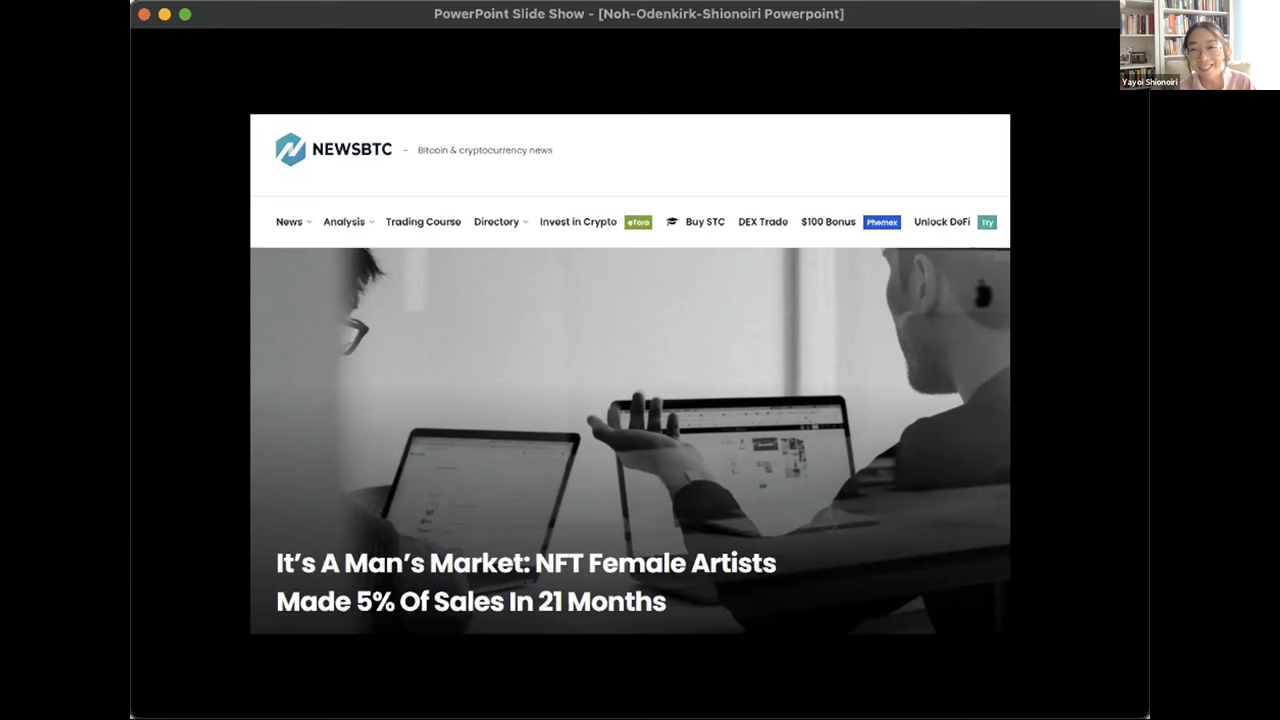 PowerPoint Slide Show - [Noh-Odenkirk-Shionoiri Powerpoint]
Yayoi Shionoiri
NEWSBTC – Bitcoin & cryptocurrency news
News Analysis Trading Course Directory Invest in Crypto eToro Buy STC DEX Trade $100 Bonus Phemex Unlock DeFi Try
It's A Man's Market: NFT Female Artists
Made 5% Of Sales In 21 Months